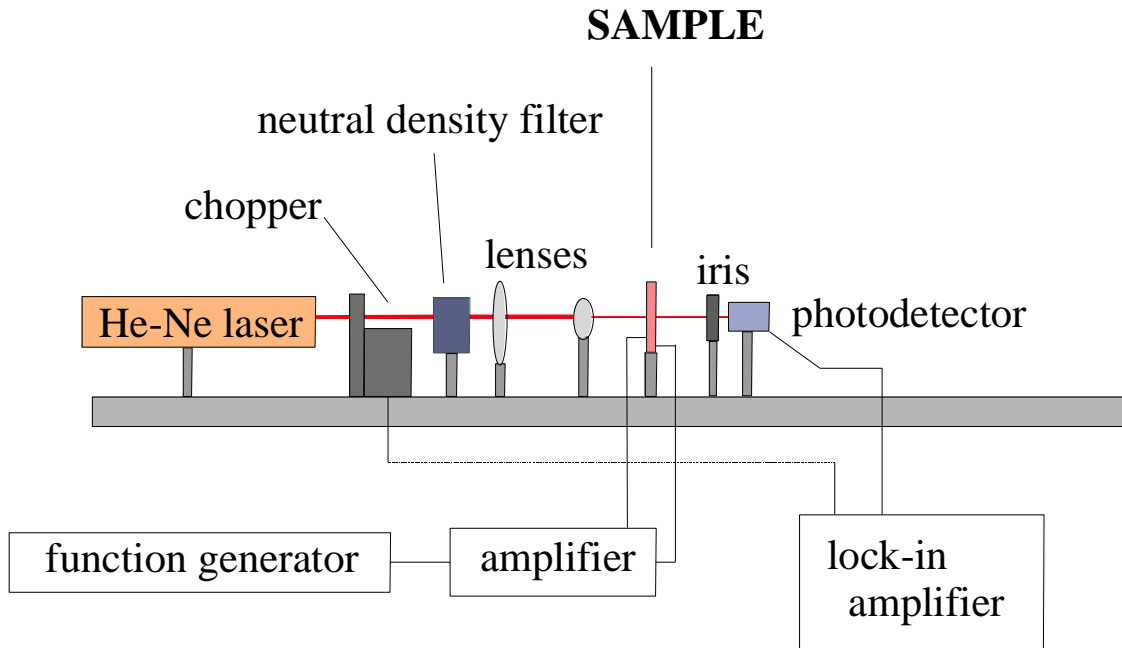 SAMPLE
neutral density filter
chopper
lenses
iris
He-Ne laser
photodetector
function generator
amplifier
lock-in
amplifier